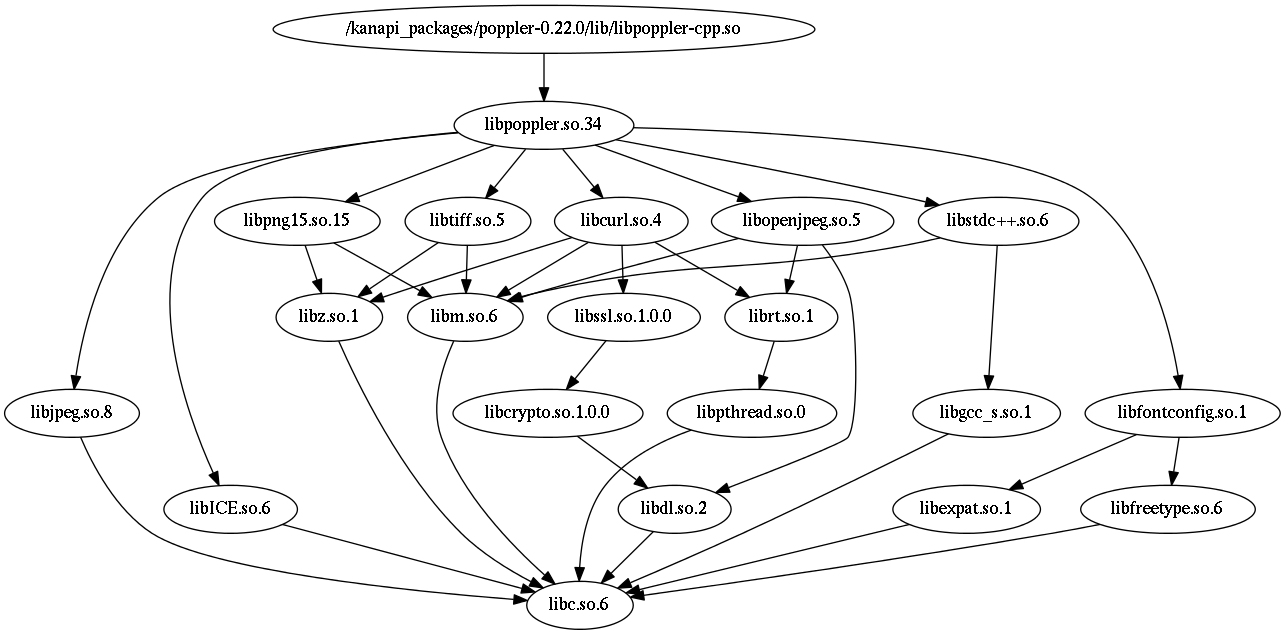 /kanapi_packages/poppler-0.22.0/lib/libpoppler-cpp.so
libpoppler.so.34
libpng15.so.15
libtiff.so.5
libcurl.so.4
libopenjpeg.so.5
libstdc++.so.6
libz.so.1
libm.so.6
libssl.so.1.0.0
librt.so.1
libjpeg.so.8
libcrypto.so.1.0.0
libpthread.so.0
libgcc_s.so.1
libfontconfig.so.1
libICE.so.6
libdl.so.2
libexpat.so.1
libfreetype.so.6
libc.so.6